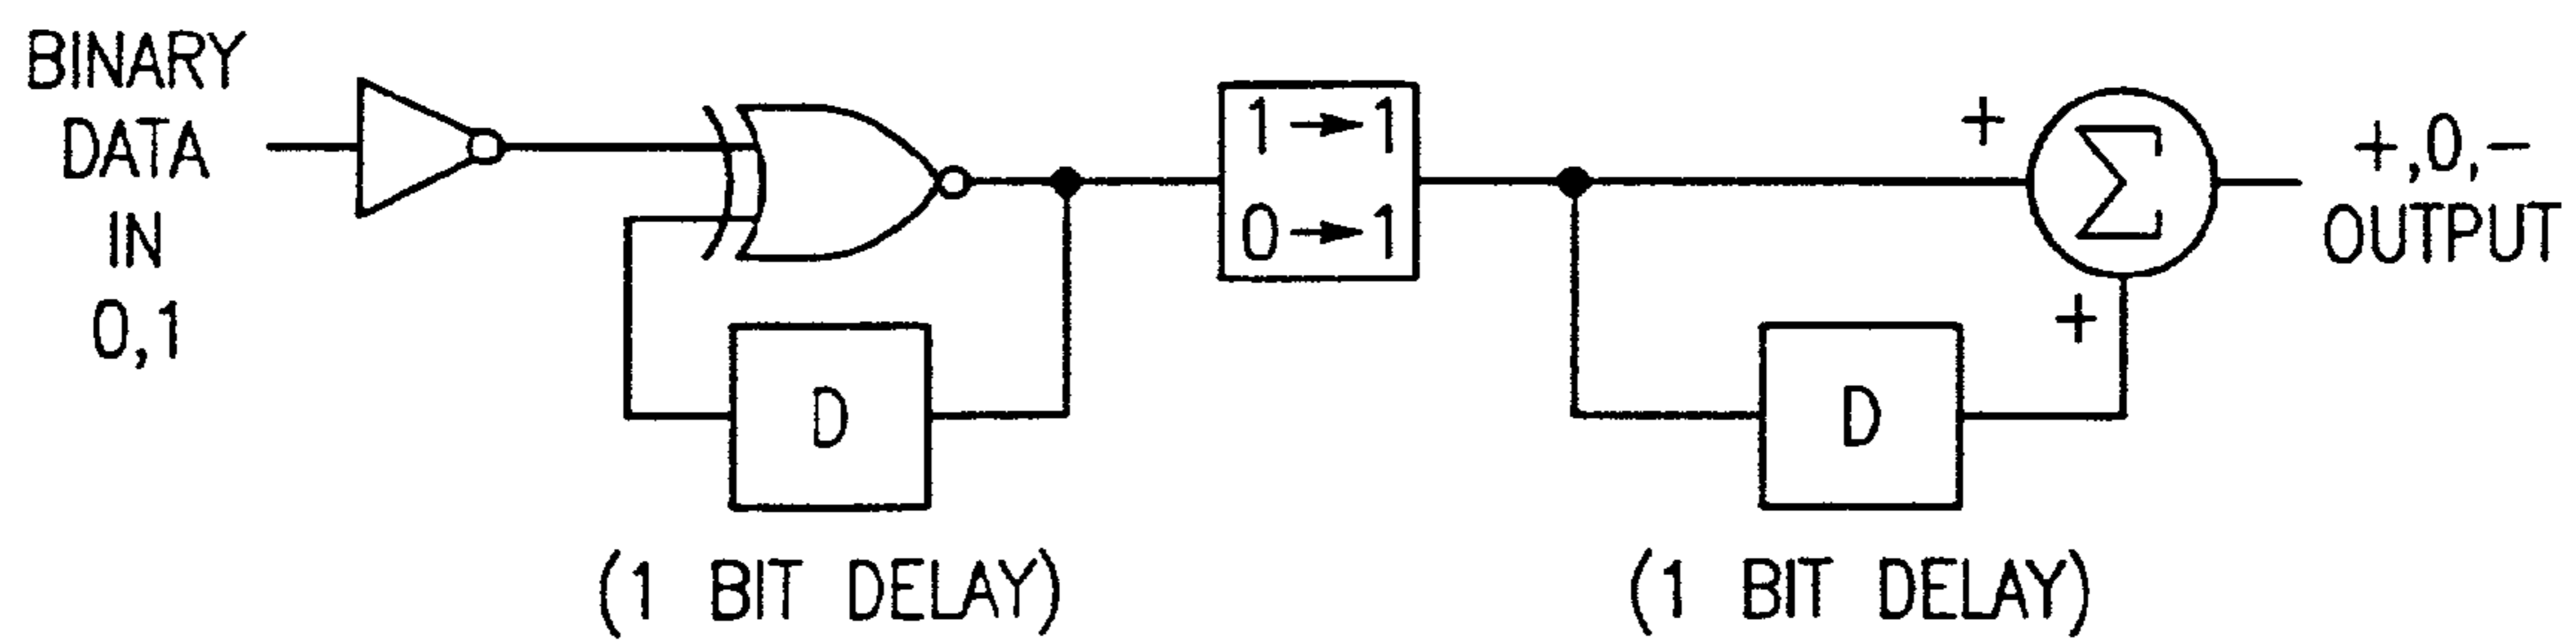 BINARY
DATA
IN
0,1
1→1
0→1
D
(1 BIT DELAY)
+
Σ
+
D
(1 BIT DELAY)
+,0,−
OUTPUT